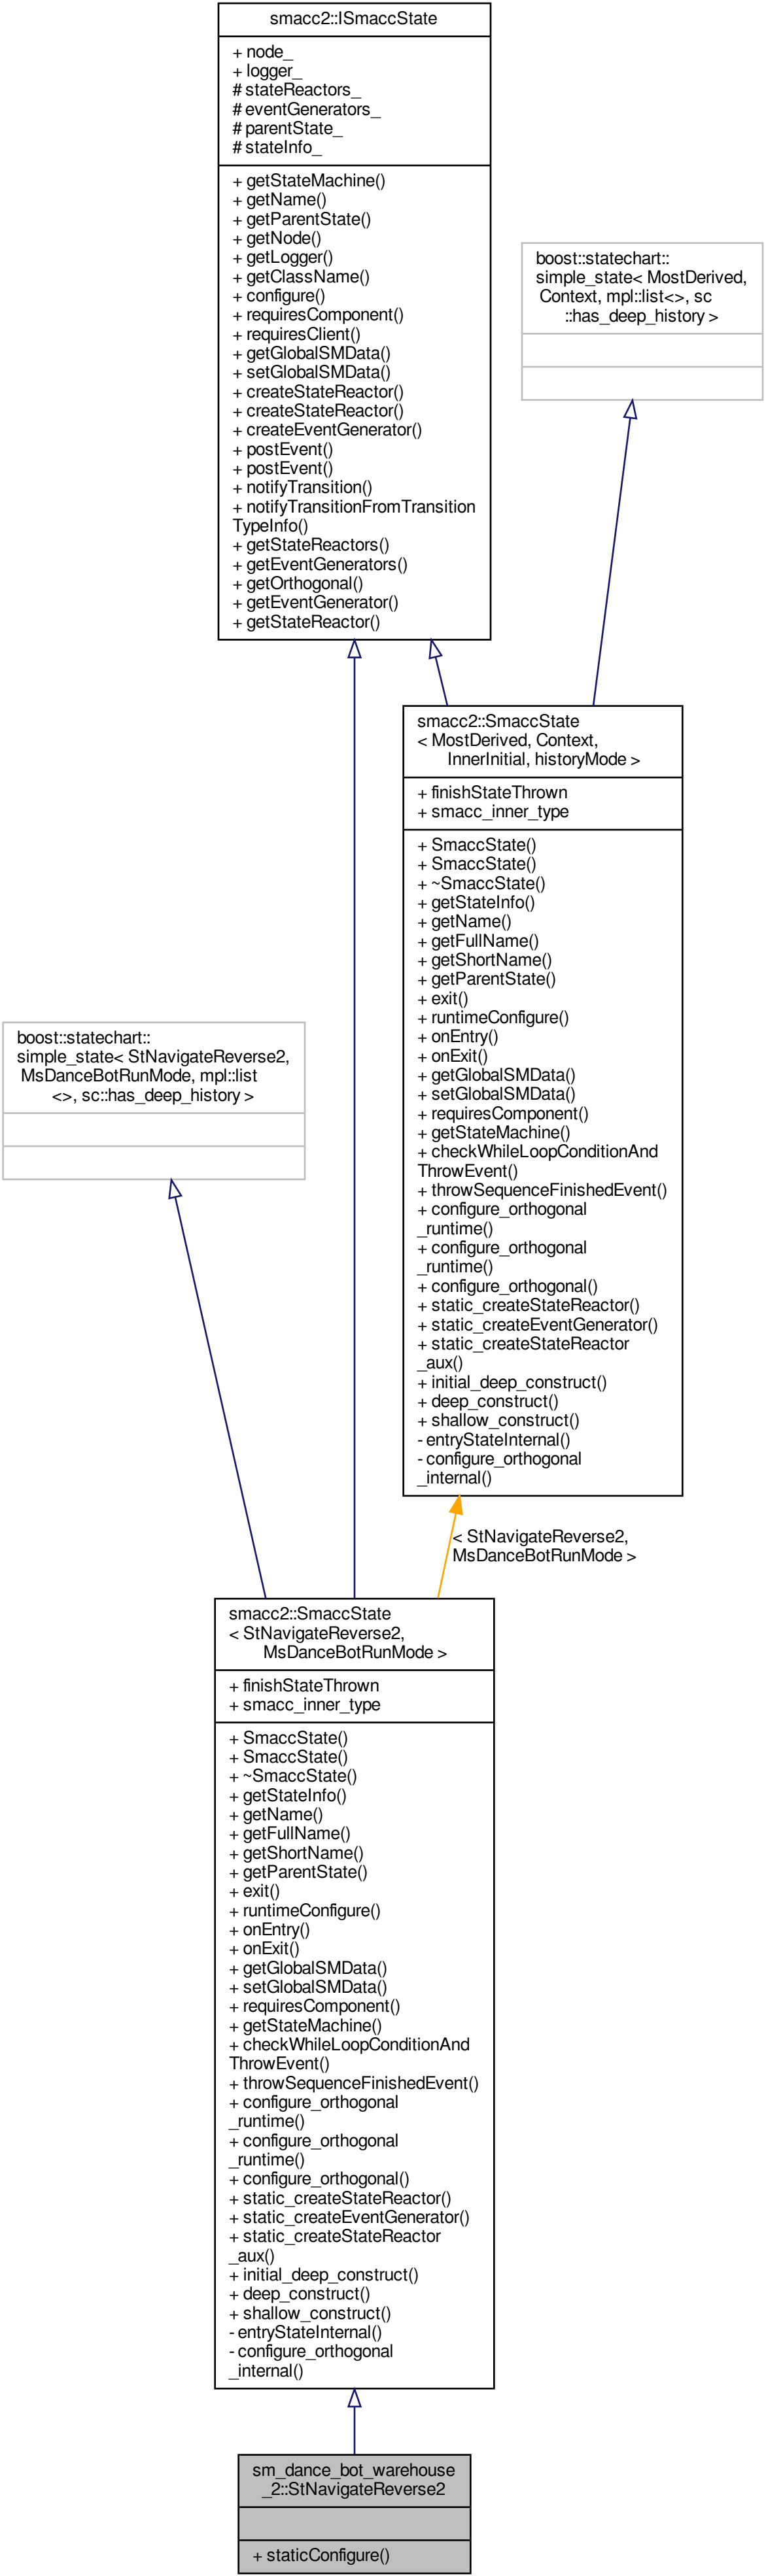 smacc2::ISmaccState
+ node_
+ logger_
# stateReactors_
# eventGenerators_
# parentState_
# stateInfo_
+ getStateMachine()
+ getName()
+ getParentState()
+ getNode()
+ getLogger()
+ getClassName()
+ configure()
+ requiresComponent()
+ requiresClient()
+ getGlobalSMData()
+ setGlobalSMData()
+ createStateReactor()
+ createStateReactor()
+ createEventGenerator()
+ postEvent()
+ postEvent()
+ notifyTransition()
+ notifyTransitionFromTransition
TypeInfo()
+ getStateReactors()
+ getEventGenerators()
+ getOrthogonal()
+ getEventGenerator()
+ getStateReactor()
boost::statechart::
simple_state< MostDerived,
Context, mpl::list<>, sc
::has_deep_history >
smacc2::SmaccState
< MostDerived, Context,
InnerInitial, historyMode >
+ finishStateThrown
+ smacc_inner_type
+ SmaccState()
+ SmaccState()
+ ~SmaccState()
+ getStateInfo()
+ getName()
+ getFullName()
+ getShortName()
+ getParentState()
+ exit()
+ runtimeConfigure()
+ onEntry()
+ onExit()
+ getGlobalSMData()
+ setGlobalSMData()
+ requiresComponent()
+ getStateMachine()
+ checkWhileLoopConditionAnd
ThrowEvent()
+ throwSequenceFinishedEvent()
+ configure_orthogonal
_runtime()
+ configure_orthogonal
_runtime()
+ configure_orthogonal()
+ static_createStateReactor()
+ static_createEventGenerator()
+ static_createStateReactor
_aux()
+ initial_deep_construct()
+ deep_construct()
+ shallow_construct()
- entryStateInternal()
- configure_orthogonal
_internal()
boost::statechart::
simple_state< StNavigateReverse2,
MsDanceBotRunMode, mpl::list
<>, sc::has_deep_history >
< StNavigateReverse2,
MsDanceBotRunMode >
smacc2::SmaccState
< StNavigateReverse2,
MsDanceBotRunMode >
+ finishStateThrown
+ smacc_inner_type
+ SmaccState()
+ SmaccState()
+ ~SmaccState()
+ getStateInfo()
+ getName()
+ getFullName()
+ getShortName()
+ getParentState()
+ exit()
+ runtimeConfigure()
+ onEntry()
+ onExit()
+ getGlobalSMData()
+ setGlobalSMData()
+ requiresComponent()
+ getStateMachine()
+ checkWhileLoopConditionAnd
ThrowEvent()
+ throwSequenceFinishedEvent()
+ configure_orthogonal
_runtime()
+ configure_orthogonal
_runtime()
+ configure_orthogonal()
+ static_createStateReactor()
+ static_createEventGenerator()
+ static_createStateReactor
_aux()
+ initial_deep_construct()
+ deep_construct()
+ shallow_construct()
- entryStateInternal()
- configure_orthogonal
_internal()
sm_dance_bot_warehouse
_2::StNavigateReverse2
+ staticConfigure()